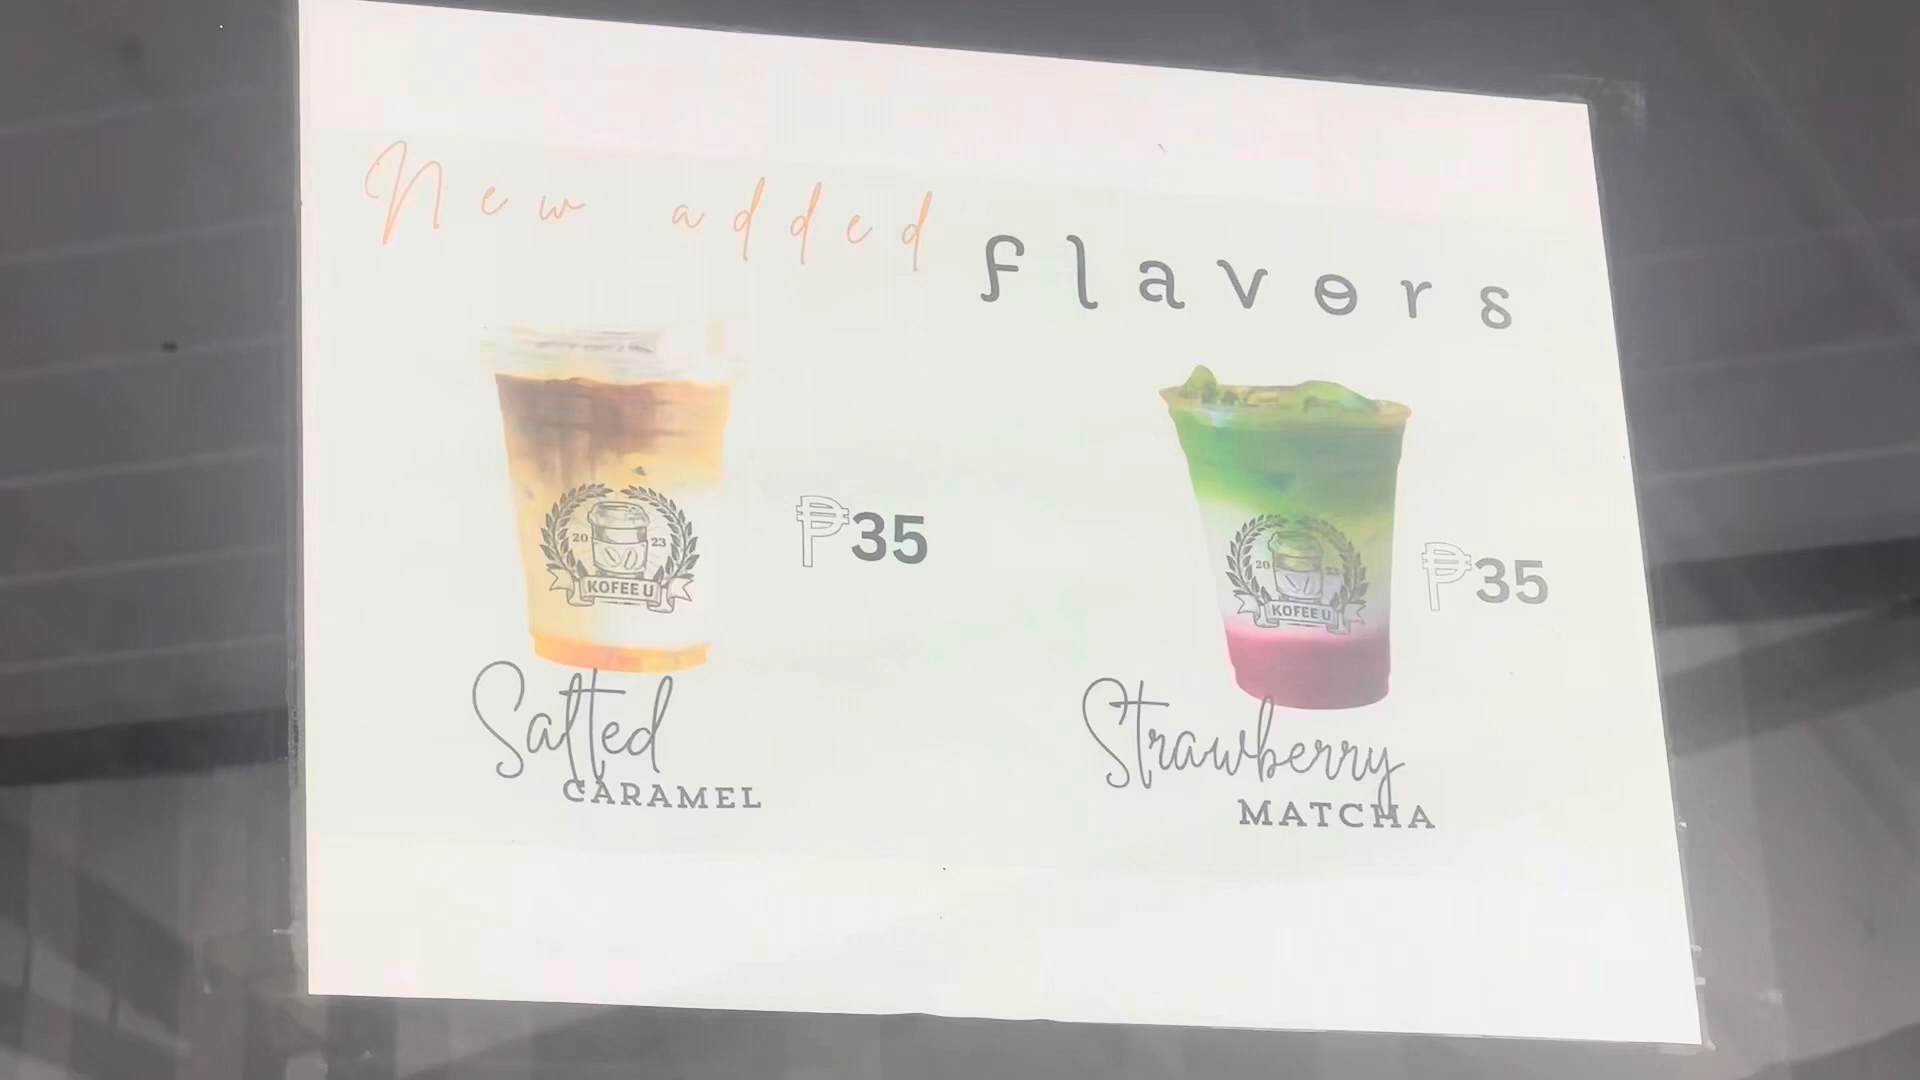 New added flavors
20 23
KOFEE U
₱35
Salted
CARAMEL
20 23
KOFEE U
₱35
Strawberry
MATCHA